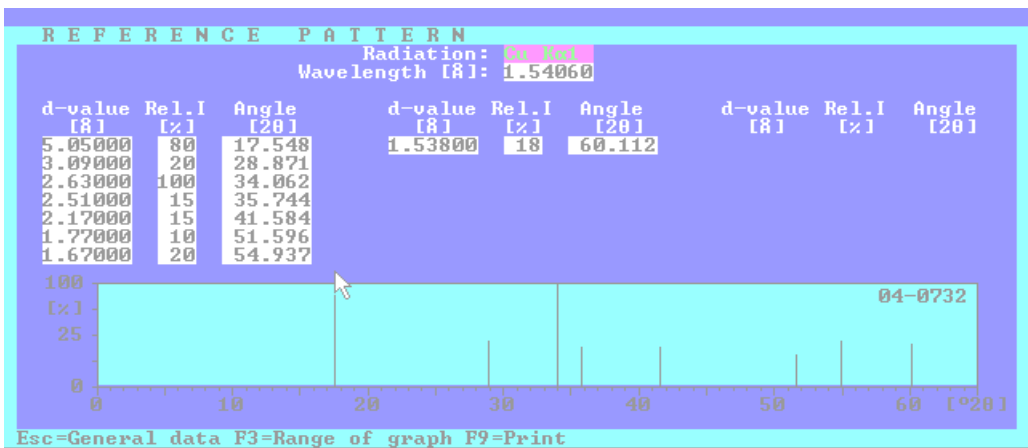 REFERENCE PATTERN
Radiation: Cu Kα1
Wavelength [Å]: 1.54060
d-value Rel.I Angle d-value Rel.I Angle d-value Rel.I Angle
[Å] [%] [2θ] [Å] [%] [2θ] [Å] [%] [2θ]
5.05000 80 17.548 1.53800 18 60.112
3.09000 20 28.871
2.63000 100 34.062
2.51000 15 35.744
2.17000 15 41.584
1.77000 10 51.596
1.67000 20 54.937
100
04-0732
[%]
25
0
0 10 20 30 40 50 60 [°2θ]
Esc=General data F3=Range of graph F9=Print